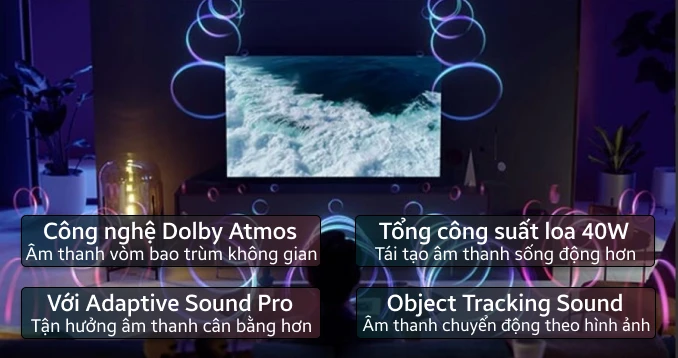 Công nghệ Dolby Atmos
Âm thanh vòm bao trùm không gian
Tổng công suất loa 40W
Tái tạo âm thanh sống động hơn
Với Adaptive Sound Pro
Tận hưởng âm thanh cân bằng hơn
Object Tracking Sound
Âm thanh chuyển động theo hình ảnh